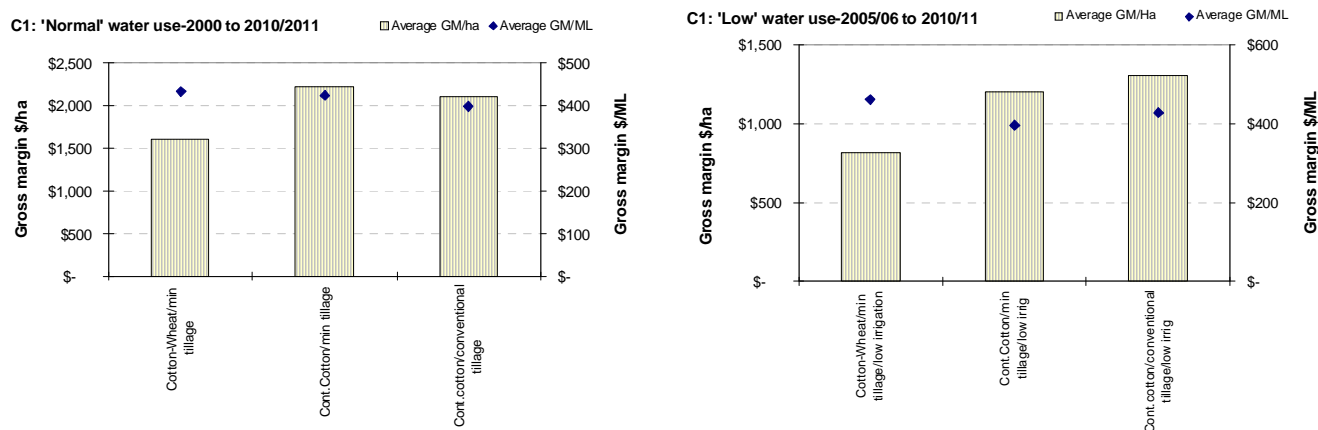 C1: 'Normal' water use-2000 to 2010/2011
Average GM/ha
Average GM/ML
Gross margin $/ha
$2,500
$2,000
$1,500
$1,000
$500
$-
$500
$400
$300
$200
$100
$-
Gross margin $/ML
Cotton-Wheat/min
tillage
Cont.Cotton/min tillage
Cont.cotton/conventional
tillage
C1: 'Low' water use-2005/06 to 2010/11
Average GM/Ha
Average GM/ML
Gross margin $/ha
$1,500
$1,000
$500
$-
$600
$400
$200
$-
Gross margin $/ML
Cotton-Wheat/min
tillage/low irrigation
Cont.Cotton/min
tillage/low irrig
Cont.cotton/conventional
tillage/low irrig